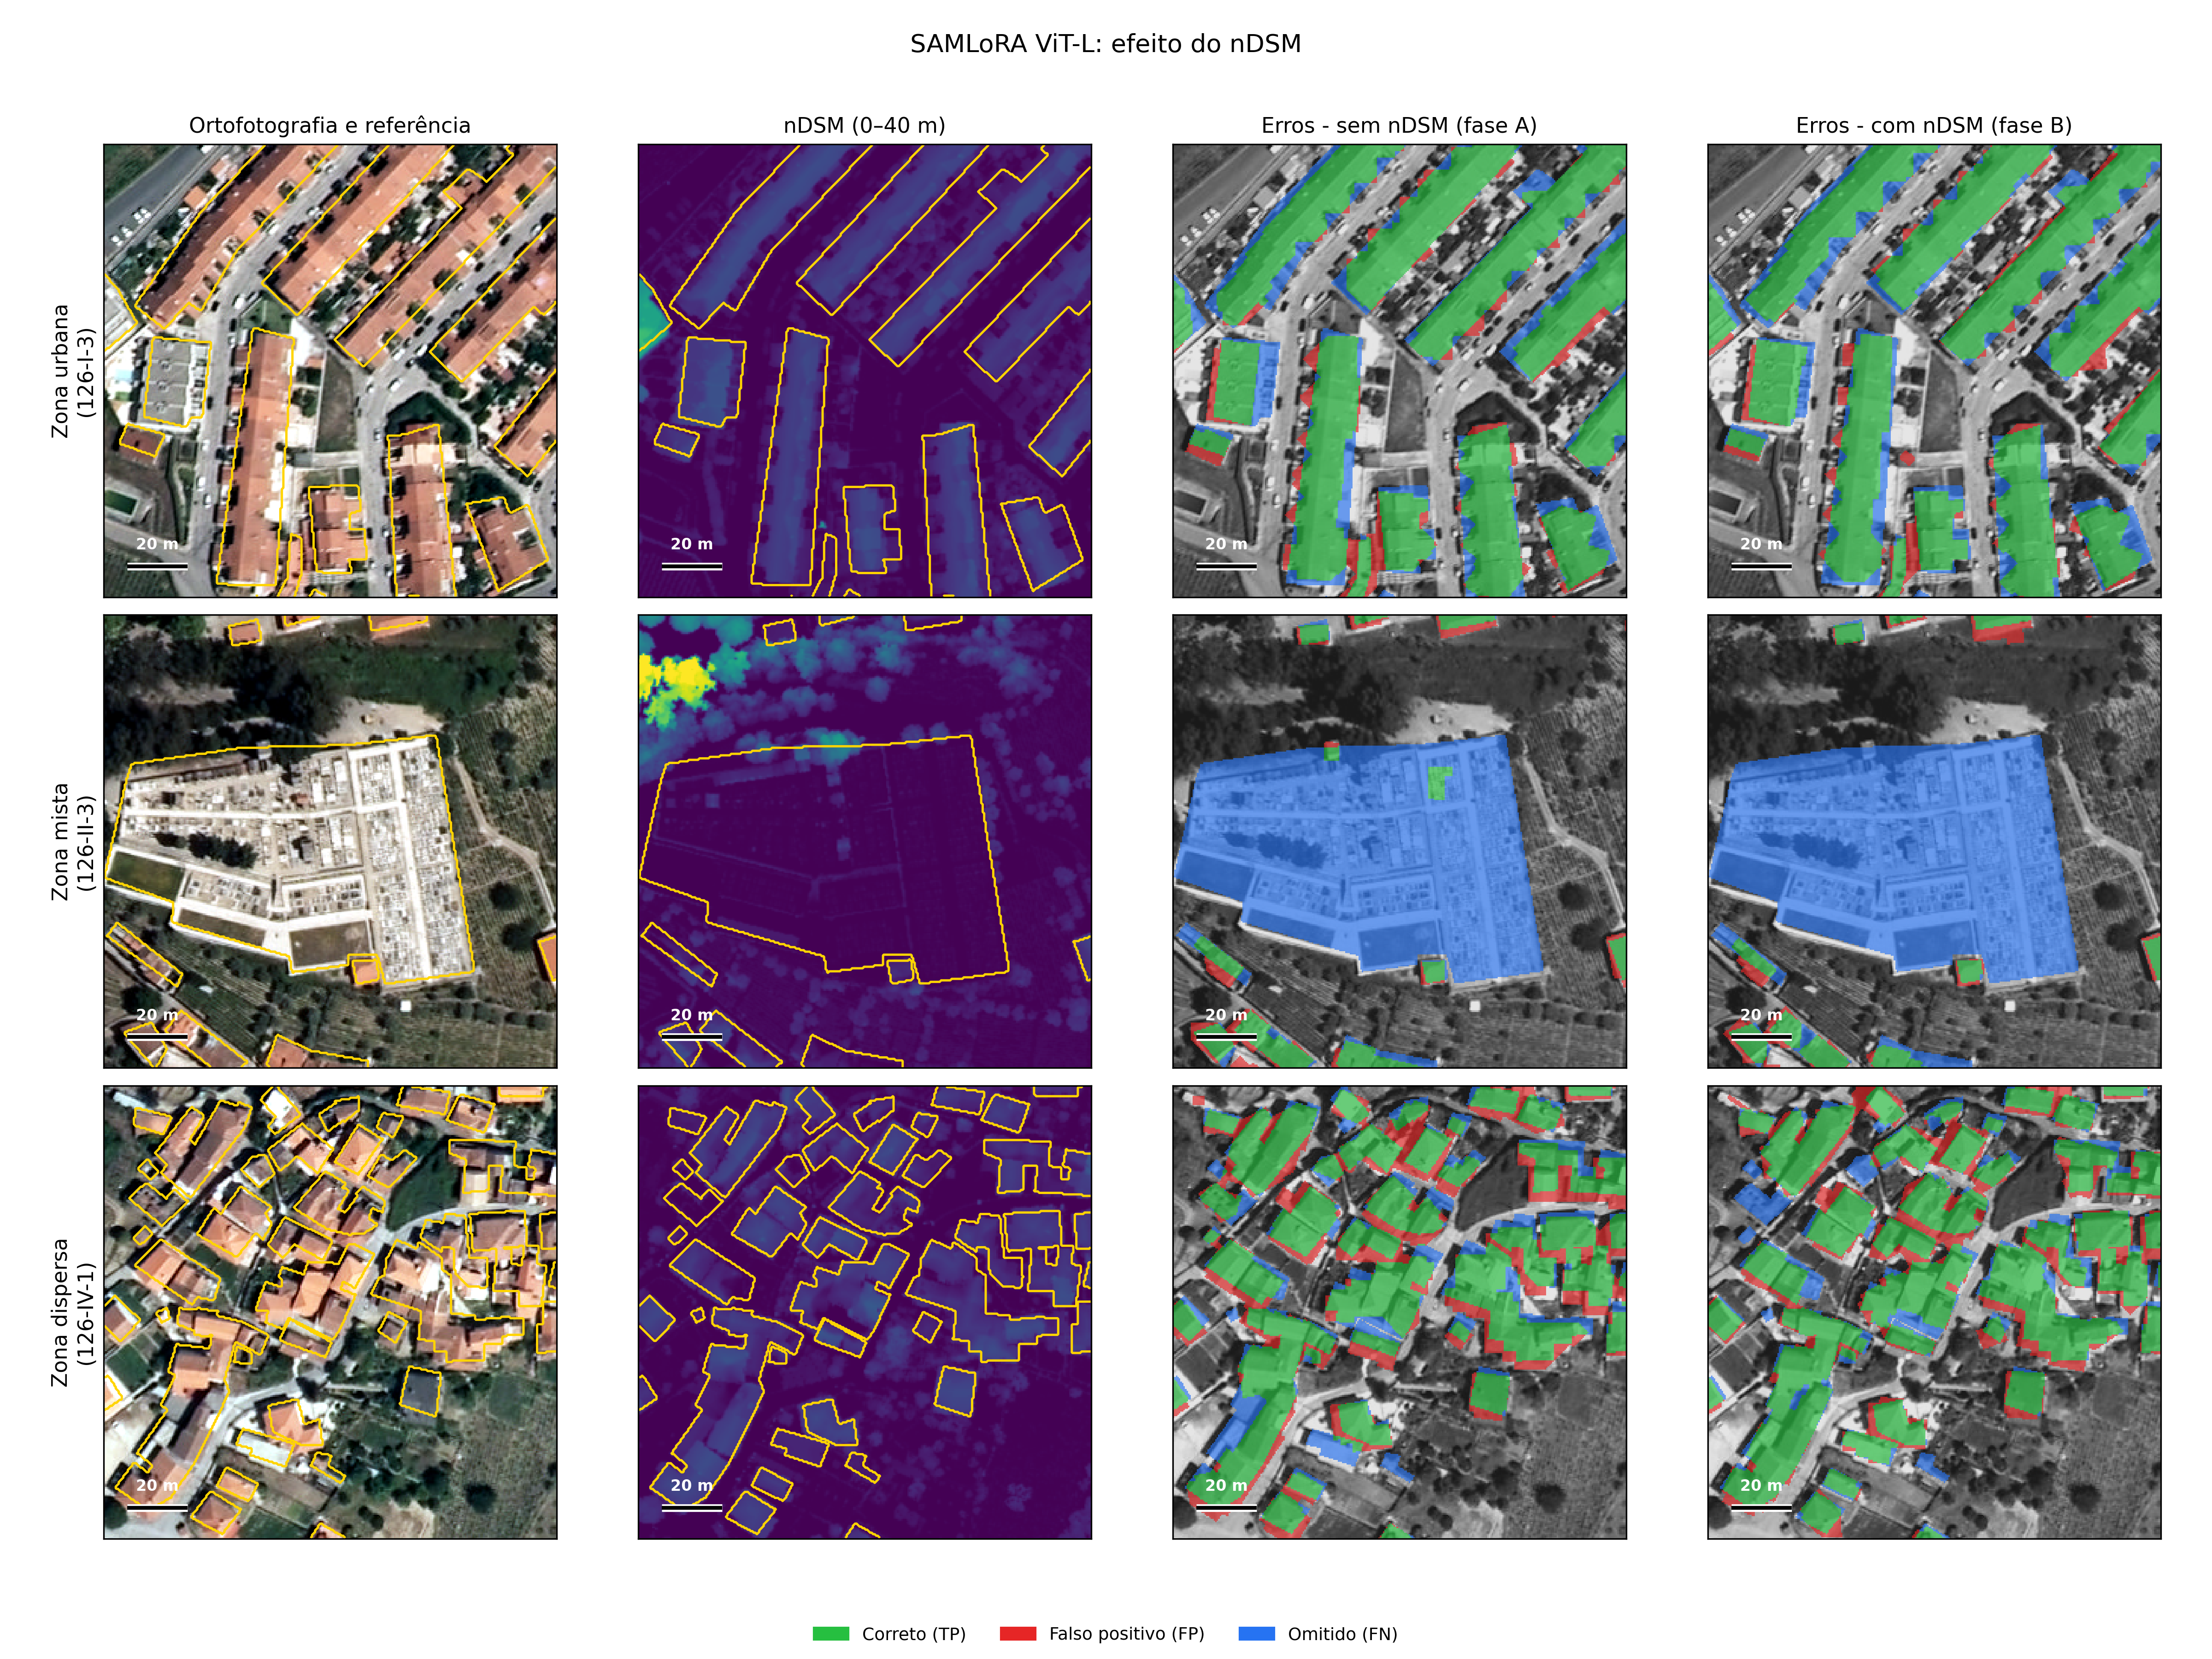 SAMLoRA ViT-L: efeito do nDSM
Ortofotografia e referência
nDSM (0–40 m)
Erros - sem nDSM (fase A)
Erros - com nDSM (fase B)
Zona urbana
(126-I-3)
20 m
20 m
20 m
20 m
Zona mista
(126-II-3)
20 m
20 m
20 m
20 m
Zona dispersa
(126-IV-1)
20 m
20 m
20 m
20 m
Correto (TP)
Falso positivo (FP)
Omitido (FN)